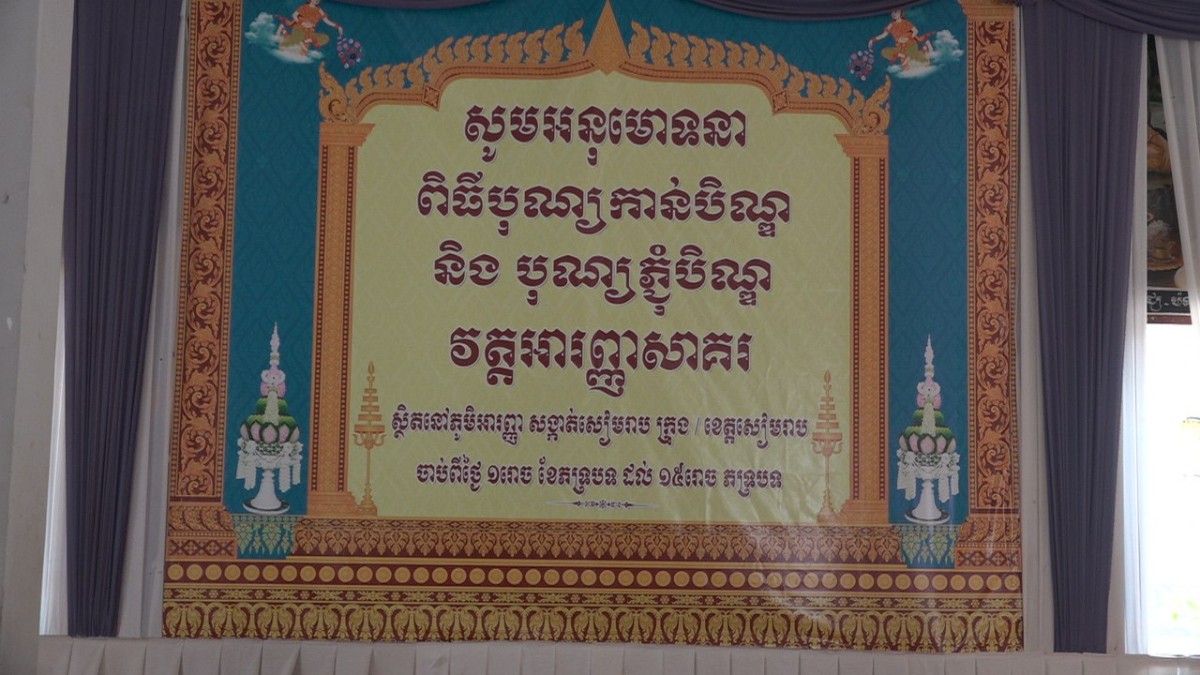 សូមអនុមោទនា
ពិធីបុណ្យកាន់បិណ្ឌ
និង បុណ្យភ្ជុំបិណ្ឌ
វត្តអារញ្ញាសាគរ
ស្ថិតនៅភូមិអារញ្ញ សង្កាត់សៀមរាប ក្រុង / ខេត្តសៀមរាប
ចាប់ពីថ្ងៃ ១រោច ខែភទ្របទ ដល់ ១៥រោច ភទ្របទ